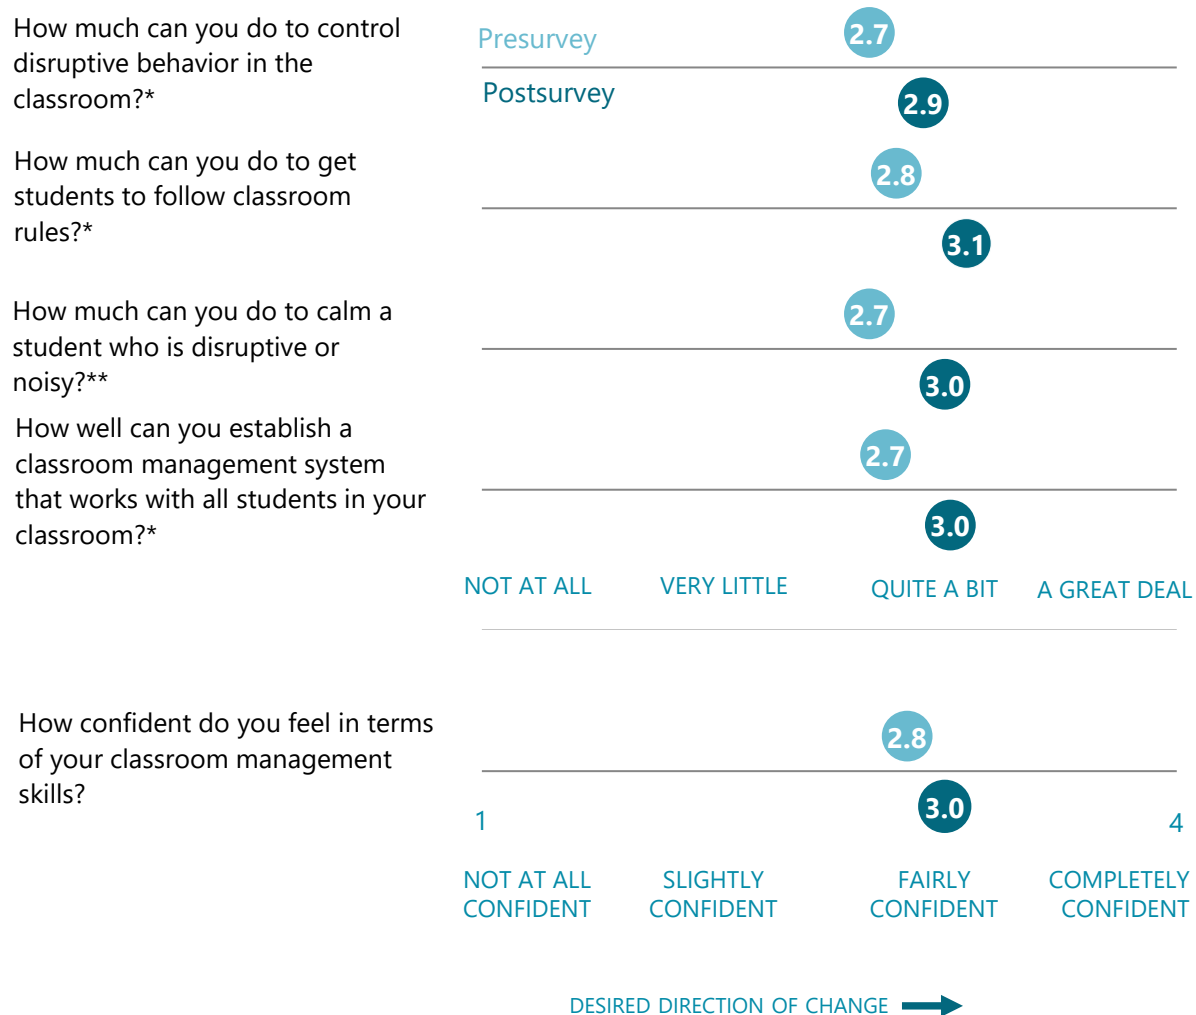 How much can you do to control
disruptive behavior in the
classroom?*
Presurvey
2.7
Postsurvey
2.9
How much can you do to get
students to follow classroom
rules?*
2.8
3.1
How much can you do to calm a
student who is disruptive or
noisy?**
2.7
3.0
How well can you establish a
classroom management system
that works with all students in your
classroom?*
2.7
3.0
NOT AT ALL
VERY LITTLE
QUITE A BIT
A GREAT DEAL
How confident do you feel in terms
of your classroom management
skills?
2.8
3.0
1
4
NOT AT ALL
CONFIDENT
SLIGHTLY
CONFIDENT
FAIRLY
CONFIDENT
COMPLETELY
CONFIDENT
DESIRED DIRECTION OF CHANGE